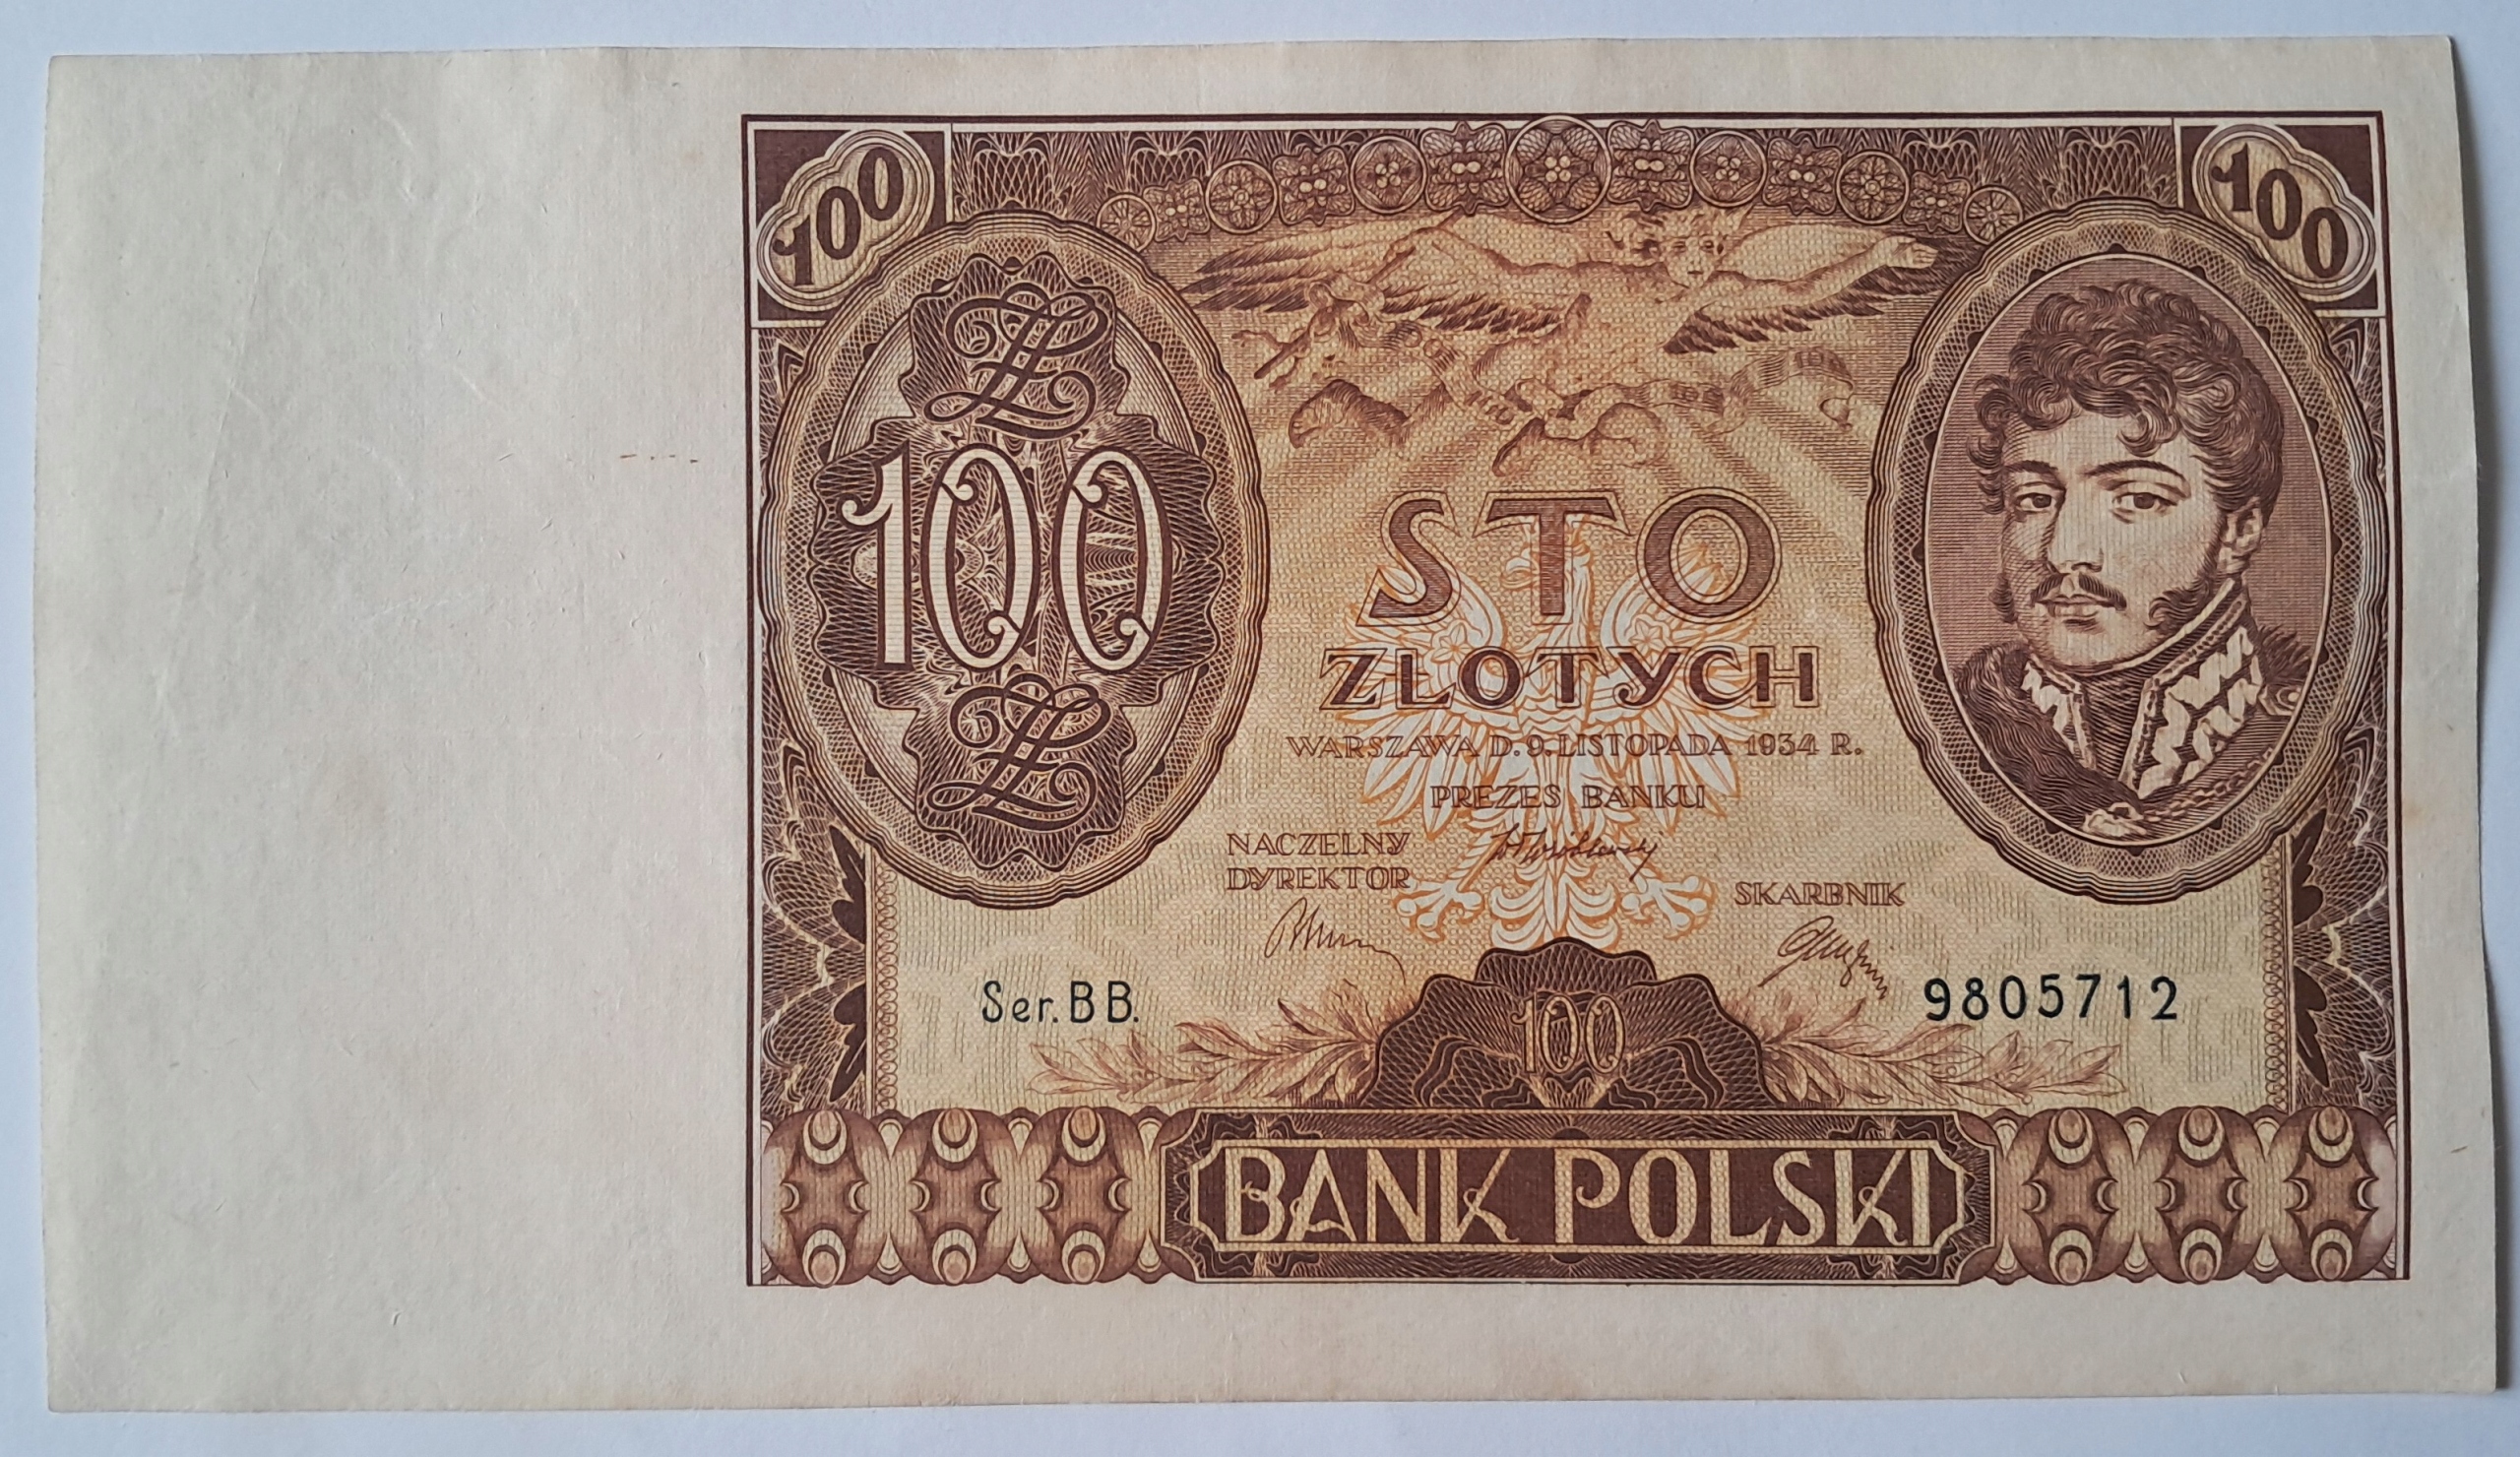 100
100
100
STO
ZŁOTYCH
WARSZAWA D. 9. LISTOPADA 1934 R.
PREZES BANKU
NACZELNY
DYREKTOR
SKARBNIK
Ser. BB.
9805712
100
BANK POLSKI